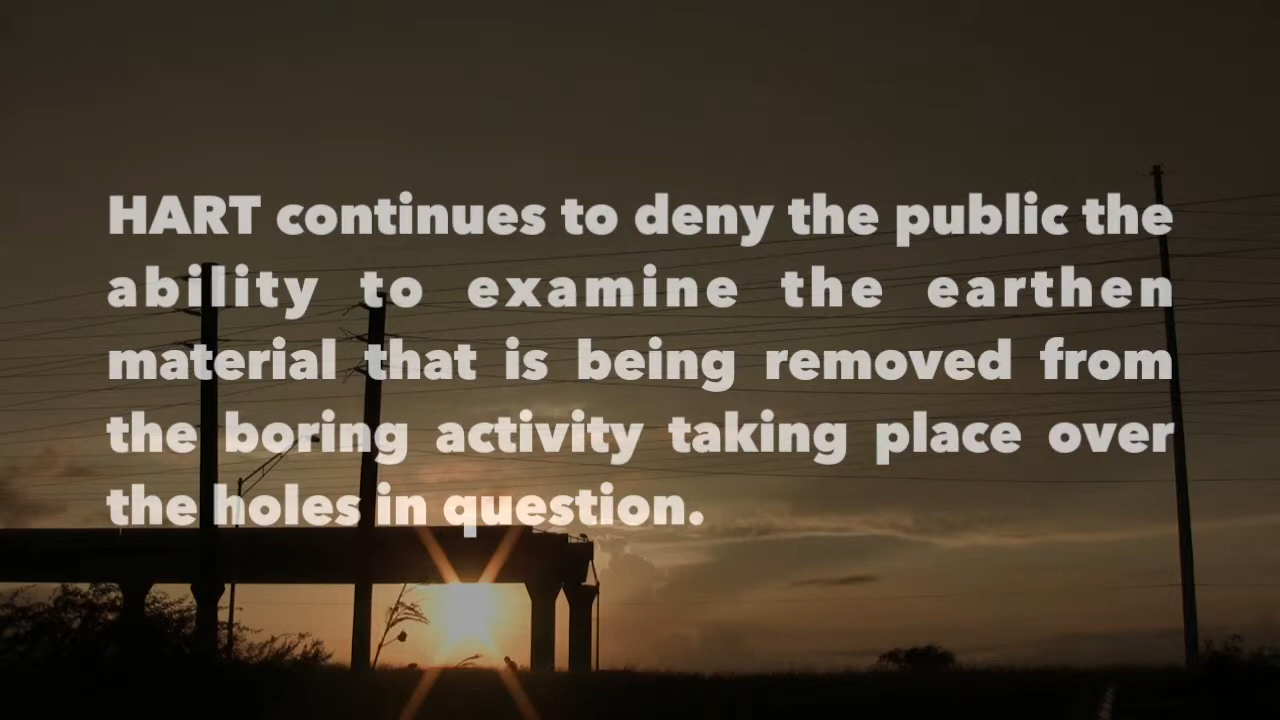 HART continues to deny the public the
ability to examine the earthen
material that is being removed from
the boring activity taking place over
the holes in question.